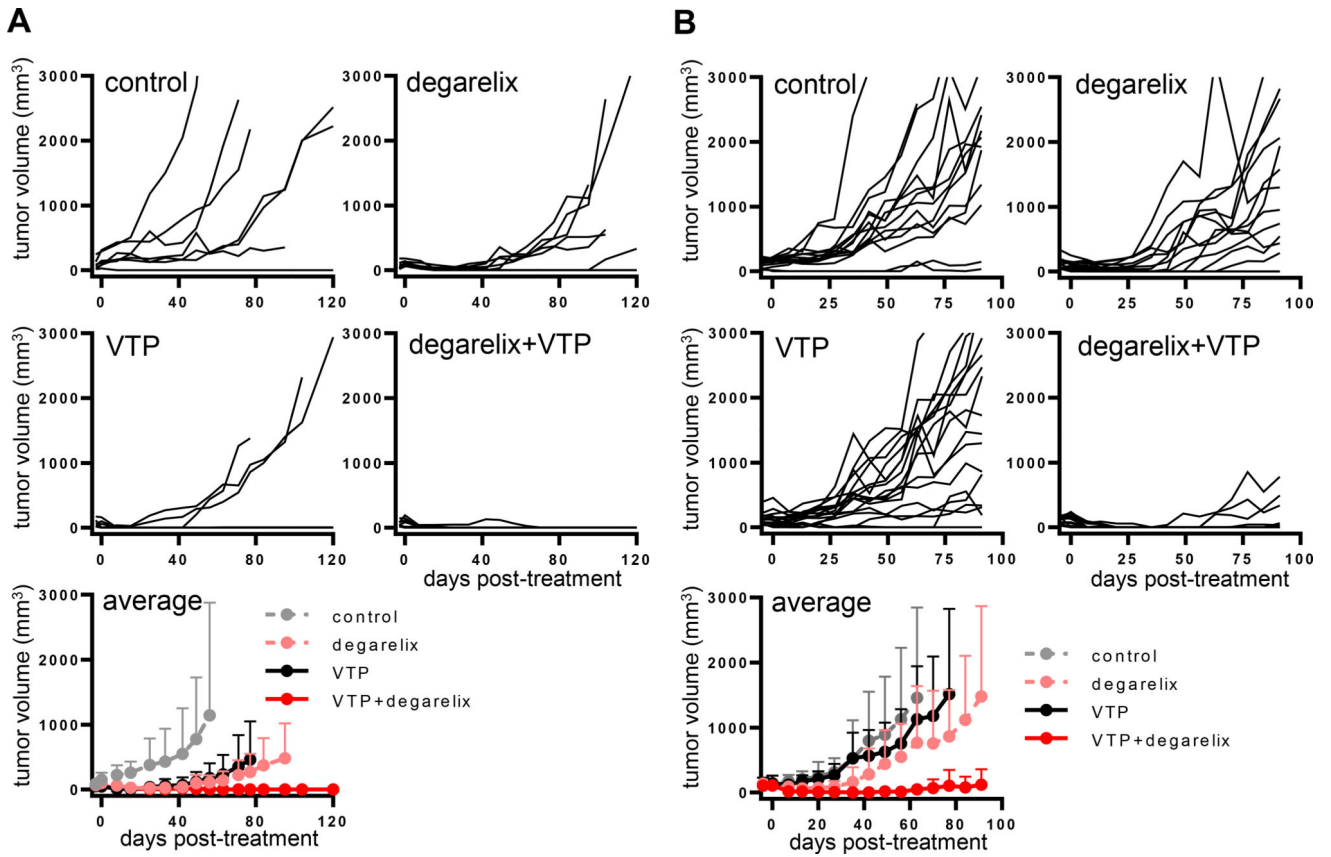 A
control
degarelix
tumor volume (mm³)
3000
2000
1000
0
0 40 80 120
3000
2000
1000
0
0 40 80 120
VTP
degarelix+VTP
tumor volume (mm³)
3000
2000
1000
0
0 40 80 120
3000
2000
1000
0
0 40 80 120
days post-treatment
average
tumor volume (mm³)
3000
2000
1000
0
0 40 80 120
days post-treatment
control
degarelix
VTP
VTP+degarelix
B
control
degarelix
tumor volume (mm³)
3000
2000
1000
0
0 25 50 75 100
3000
2000
1000
0
0 25 50 75 100
VTP
degarelix+VTP
tumor volume (mm³)
3000
2000
1000
0
0 25 50 75 100
3000
2000
1000
0
0 25 50 75 100
days post-treatment
average
tumor volume (mm³)
3000
2000
1000
0
0 20 40 60 80 100
days post-treatment
control
degarelix
VTP
VTP+degarelix